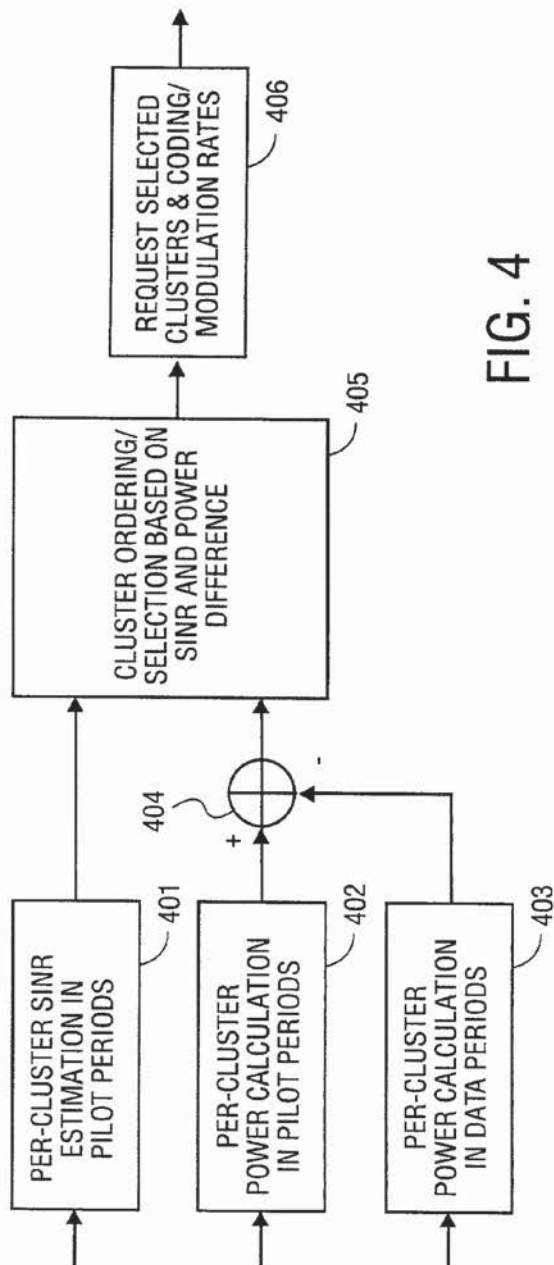 PER-CLUSTER SINR
ESTIMATION IN
PILOT PERIODS
401
PER-CLUSTER
POWER CALCULATION
IN PILOT PERIODS
402
PER-CLUSTER
POWER CALCULATION
IN DATA PERIODS
403
404
+
-
CLUSTER ORDERING/
SELECTION BASED ON
SINR AND POWER
DIFFERENCE
405
REQUEST SELECTED
CLUSTERS & CODING/
MODULATION RATES
406
FIG. 4